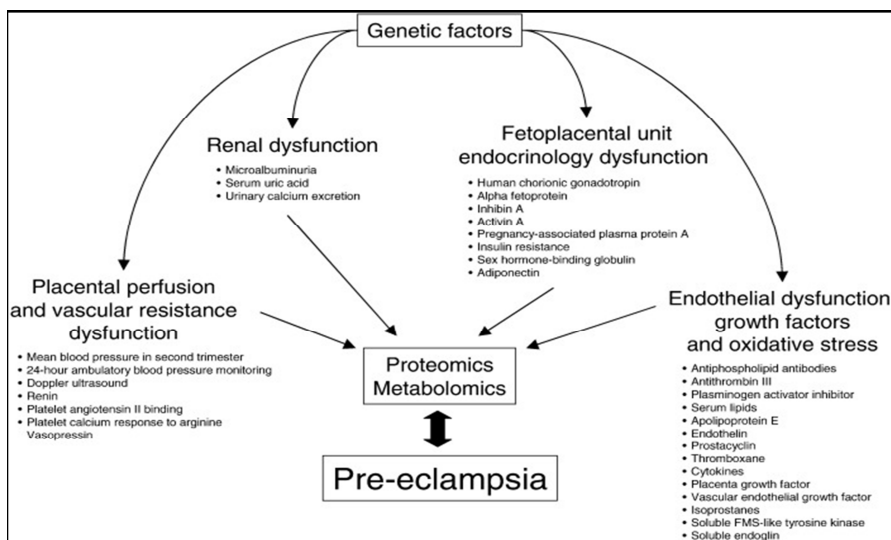 Genetic factors
Renal dysfunction
• Microalbuminuria
• Serum uric acid
• Urinary calcium excretion
Fetoplacental unit
endocrinology dysfunction
• Human chorionic gonadotropin
• Alpha fetoprotein
• Inhibin A
• Activin A
• Pregnancy-associated plasma protein A
• Insulin resistance
• Sex hormone-binding globulin
• Adiponectin
Placental perfusion
and vascular resistance
dysfunction
• Mean blood pressure in second trimester
• 24-hour ambulatory blood pressure monitoring
• Doppler ultrasound
• Renin
• Platelet angiotensin II binding
• Platelet calcium response to arginine
Vasopressin
Endothelial dysfunction
growth factors
and oxidative stress
• Antiphospholipid antibodies
• Antithrombin III
• Plasminogen activator inhibitor
• Serum lipids
• Apolipoprotein E
• Endothelin
• Prostacyclin
• Thromboxane
• Cytokines
• Placenta growth factor
• Vascular endothelial growth factor
• Isoprostanes
• Soluble FMS-like tyrosine kinase
• Soluble endoglin
Proteomics
Metabolomics
Pre-eclampsia